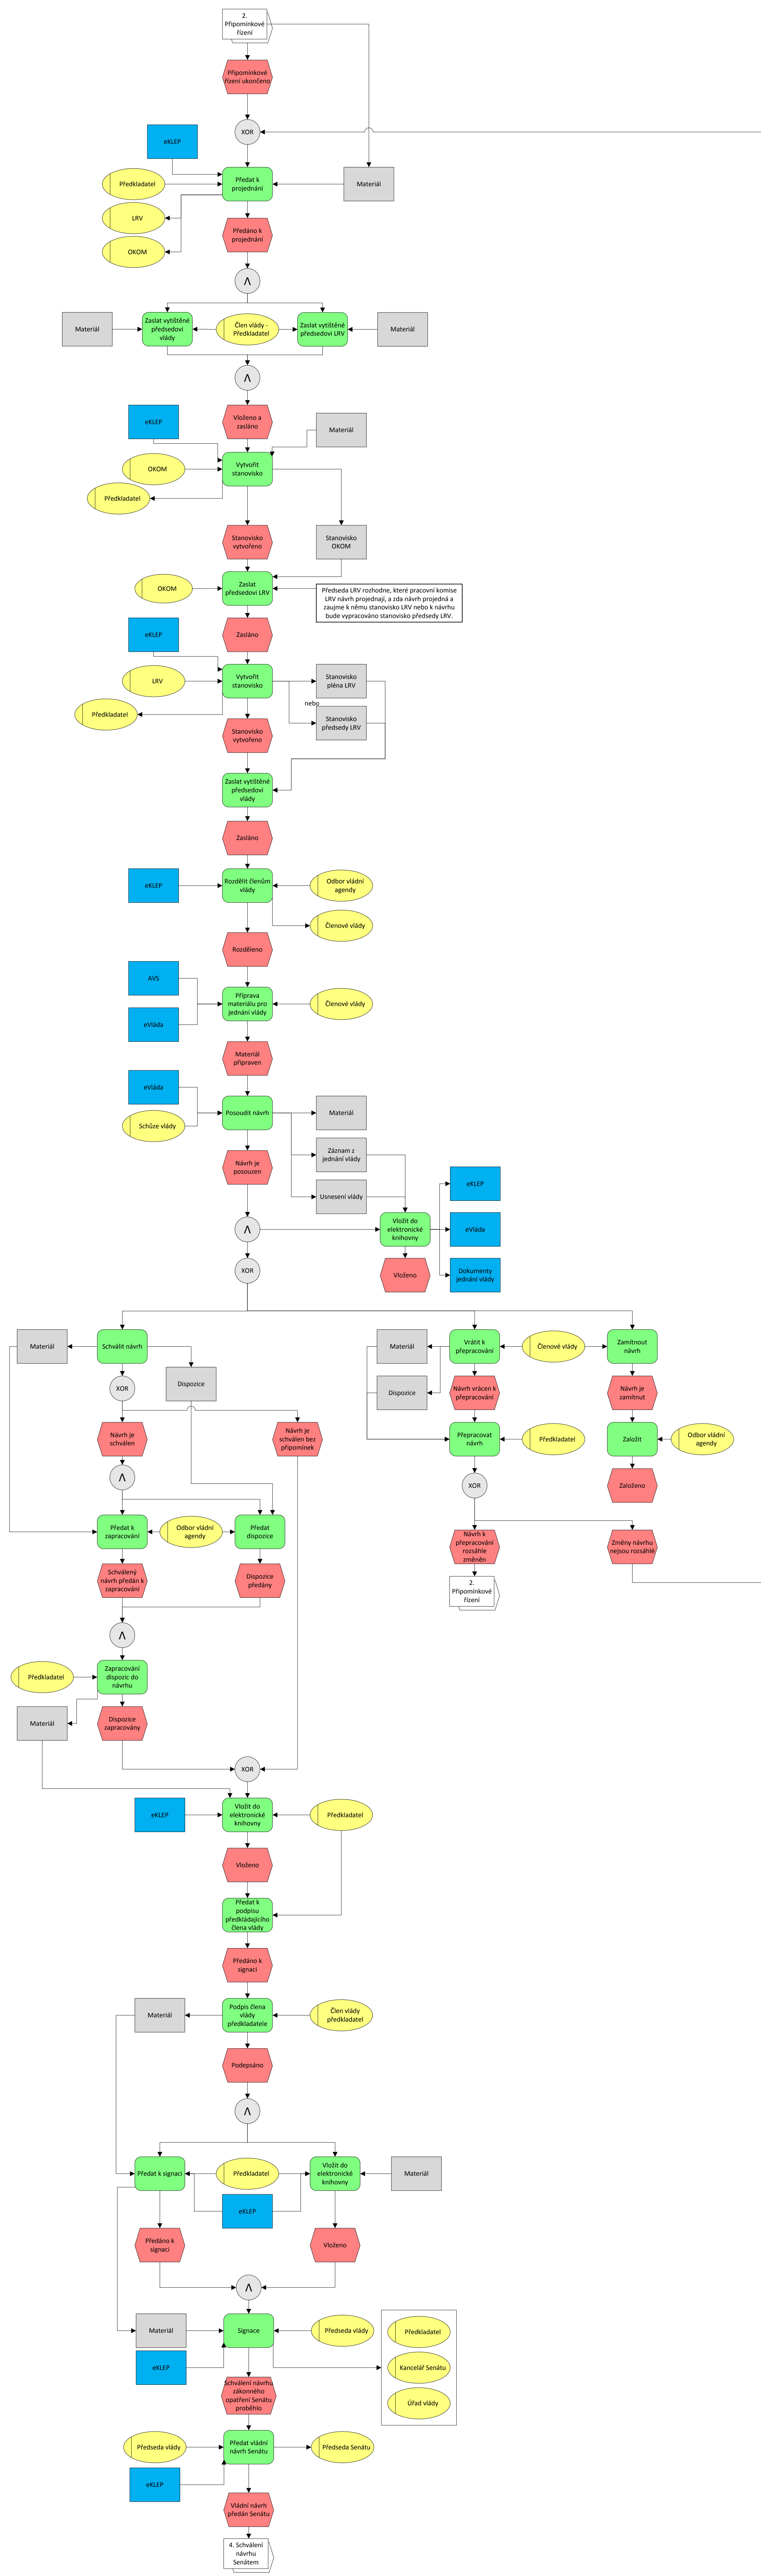 2.
Připomínkové
řízení
Připomínkové
řízení ukončeno
XOR
eKLEP
Předkladatel
Předat k
projednání
Materiál
LRV
OKOM
Předáno k
projednání
Λ
Materiál
Zaslat vytištěné
předsedovi
vlády
Člen vlády -
Předkladatel
Zaslat vytištěné
předsedovi LRV
Materiál
Λ
eKLEP
Vloženo a
zasláno
Materiál
OKOM
Vytvořit
stanovisko
Předkladatel
Stanovisko
vytvořeno
Stanovisko
OKOM
OKOM
Zaslat
předsedovi LRV
Předseda LRV rozhodne, které pracovní komise
LRV návrh projednají, a zda návrh projedná a
zaujme k němu stanovisko LRV nebo k návrhu
bude vypracováno stanovisko předsedy LRV.
eKLEP
Zasláno
LRV
Vytvořit
stanovisko
Stanovisko
pléna LRV
nebo
Předkladatel
Stanovisko
předsedy LRV
Stanovisko
vytvořeno
Zaslat vytištěné
předsedovi
vlády
Zasláno
eKLEP
Rozdělit členům
vlády
Odbor vládní
agendy
Členové vlády
Rozděleno
AVS
eVláda
Příprava
materiálu pro
jednání vlády
Členové vlády
Materiál
připraven
eVláda
Schůze vlády
Posoudit návrh
Materiál
Záznam z
jednání vlády
Návrh je
posouzen
Usnesení vlády
eKLEP
Λ
Vložit do
elektronické
knihovny
eVláda
XOR
Vloženo
Dokumenty
jednání vlády
Materiál
Schválit návrh
Dispozice
Materiál
Vrátit k
přepracování
Členové vlády
Zamítnout
návrh
XOR
Dispozice
Návrh vrácen k
přepracování
Návrh je
zamítnut
Návrh je
schválen
Návrh je
schválen bez
připomínek
Přepracovat
návrh
Předkladatel
Založit
Odbor vládní
agendy
Λ
XOR
Založeno
Předat k
zapracování
Odbor vládní
agendy
Předat
dispozice
Návrh k
přepracování
rozsáhle
změněn
Změny návrhu
nejsou rozsáhlé
Schválený
návrh předán k
zapracování
Dispozice
předány
2.
Připomínkové
řízení
Λ
Předkladatel
Zapracování
dispozic do
návrhu
Materiál
Dispozice
zapracovány
XOR
eKLEP
Vložit do
elektronické
knihovny
Předkladatel
Vloženo
Předat k
podpisu
předkládajícího
člena vlády
Předáno k
signaci
Materiál
Podpis člena
vlády
předkladatele
Člen vlády
předkladatel
Podepsáno
Λ
Předat k signaci
Předkladatel
Vložit do
elektronické
knihovny
Materiál
eKLEP
Předáno k
signaci
Vloženo
Λ
Materiál
Signace
Předseda vlády
Předkladatel
eKLEP
Kancelář Senátu
Schválení návrhu
zákonného
opatření Senátu
proběhlo
Úřad vlády
Předseda vlády
Předat vládní
návrh Senátu
Předseda Senátu
eKLEP
Vládní návrh
předán Senátu
4. Schválení
návrhu
Senátem